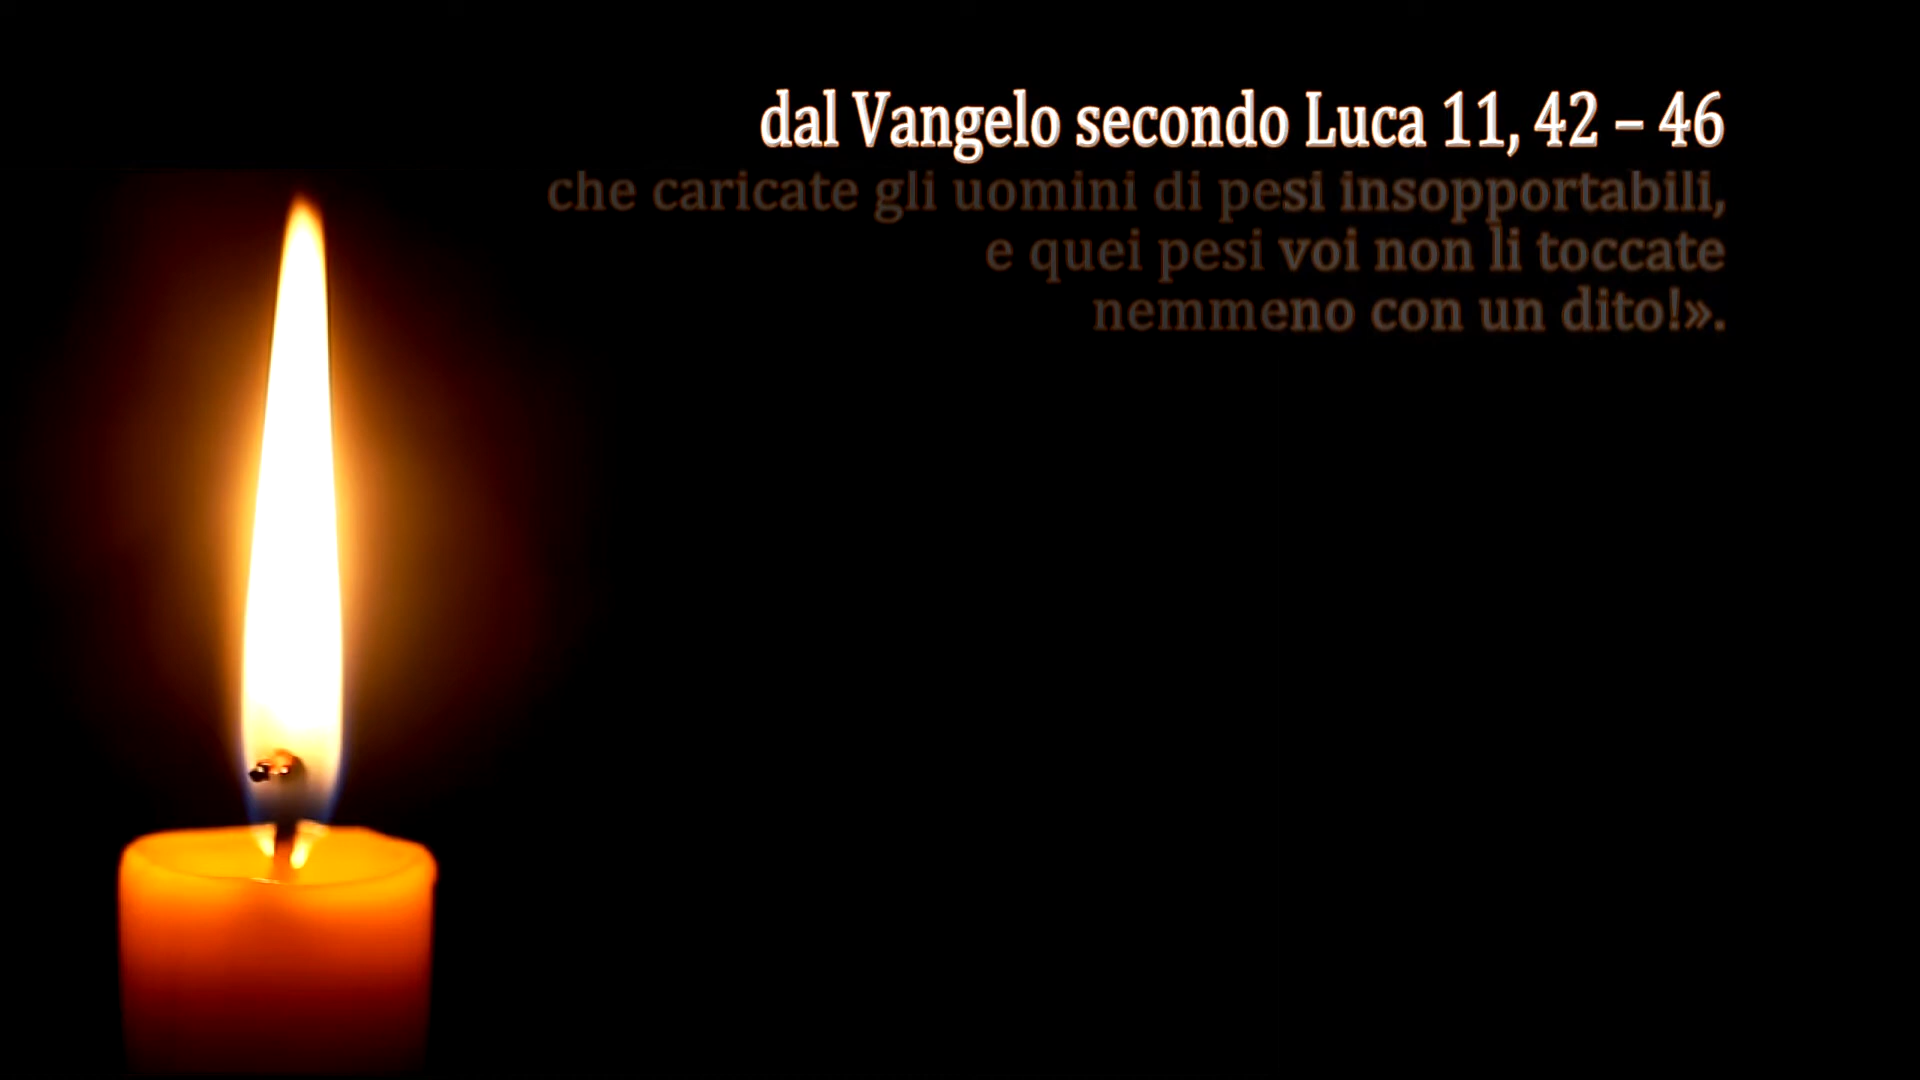 dal Vangelo secondo Luca 11, 42 – 46
che caricate gli uomini di pesi insopportabili,
e quei pesi voi non li toccate
nemmeno con un dito!».